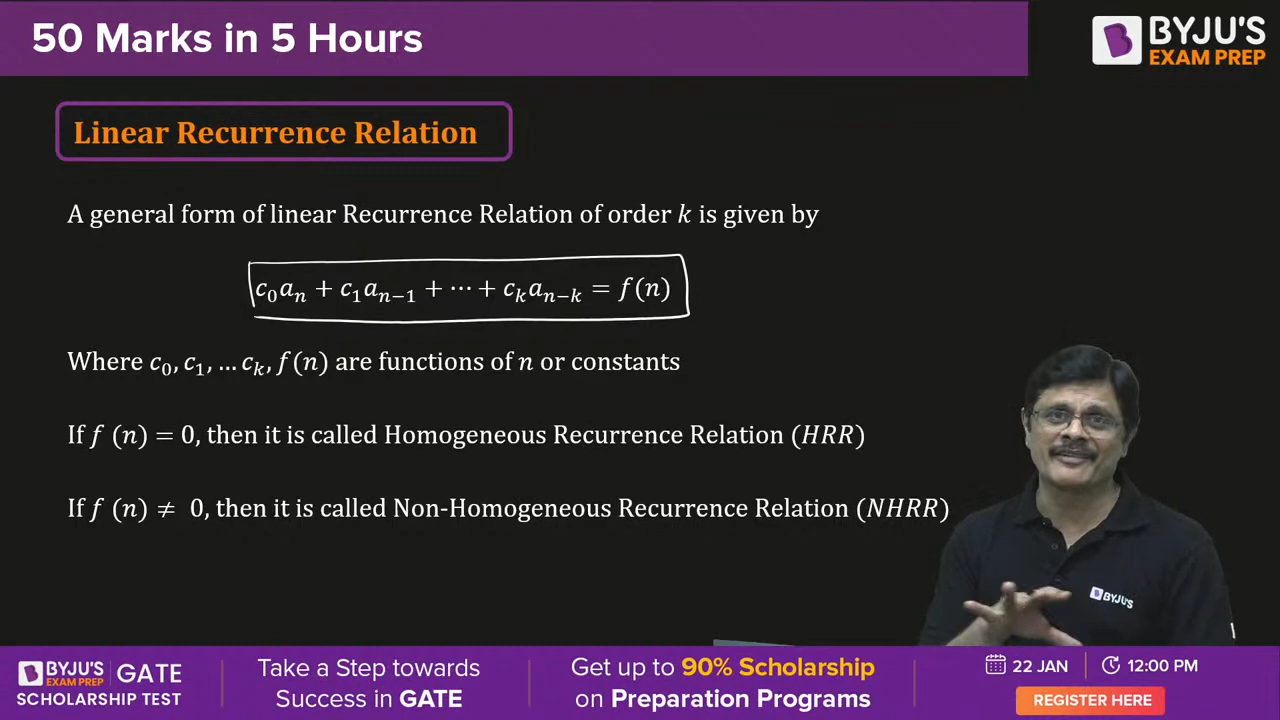 50 Marks in 5 Hours
BYJU'S
EXAM PREP
Linear Recurrence Relation
A general form of linear Recurrence Relation of order k is given by
c₀aₙ + c₁aₙ₋₁ + ⋯ + cₖaₙ₋ₖ = f(n)
Where c₀, c₁, … cₖ, f(n) are functions of n or constants
If f (n) = 0, then it is called Homogeneous Recurrence Relation (HRR)
If f (n) ≠ 0, then it is called Non-Homogeneous Recurrence Relation (NHRR)
BYJU'S
BYJU'S
EXAM PREP
GATE
SCHOLARSHIP TEST
Take a Step towards
Success in GATE
Get up to 90% Scholarship
on Preparation Programs
22 JAN
12:00 PM
REGISTER HERE